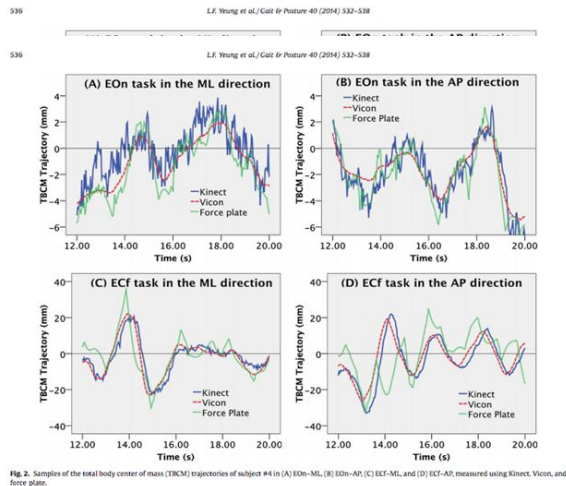 536
L.F. Yeung et al. / Gait & Posture 40 (2014) 532–538
536
L.F. Yeung et al. / Gait & Posture 40 (2014) 532–538
(A) EOn task in the ML direction
TBCM Trajectory (mm)
4
2
0
-2
-4
-6
Kinect
Vicon
Force plate
12.00 14.00 16.00 18.00 20.00
Time (s)
(B) EOn task in the AP direction
TBCM Trajectory (mm)
4
2
0
-2
-4
-6
Kinect
Vicon
Force Plate
12.00 14.00 16.00 18.00 20.00
Time (s)
(C) ECf task in the ML direction
TBCM Trajectory (mm)
40
20
0
-20
-40
Kinect
Vicon
Force Plate
12.00 14.00 16.00 18.00 20.00
Time (s)
(D) ECf task in the AP direction
TBCM Trajectory (mm)
40
20
0
-20
-40
Kinect
Vicon
Force Plate
12.00 14.00 16.00 18.00 20.00
Time (s)
Fig. 2. Samples of the total body center of mass (TBCM) trajectories of subject #4 in (A) EOn–ML, (B) EOn–AP, (C) ECf–ML, and (D) ECf–AP, measured using Kinect, Vicon, and
force plate.